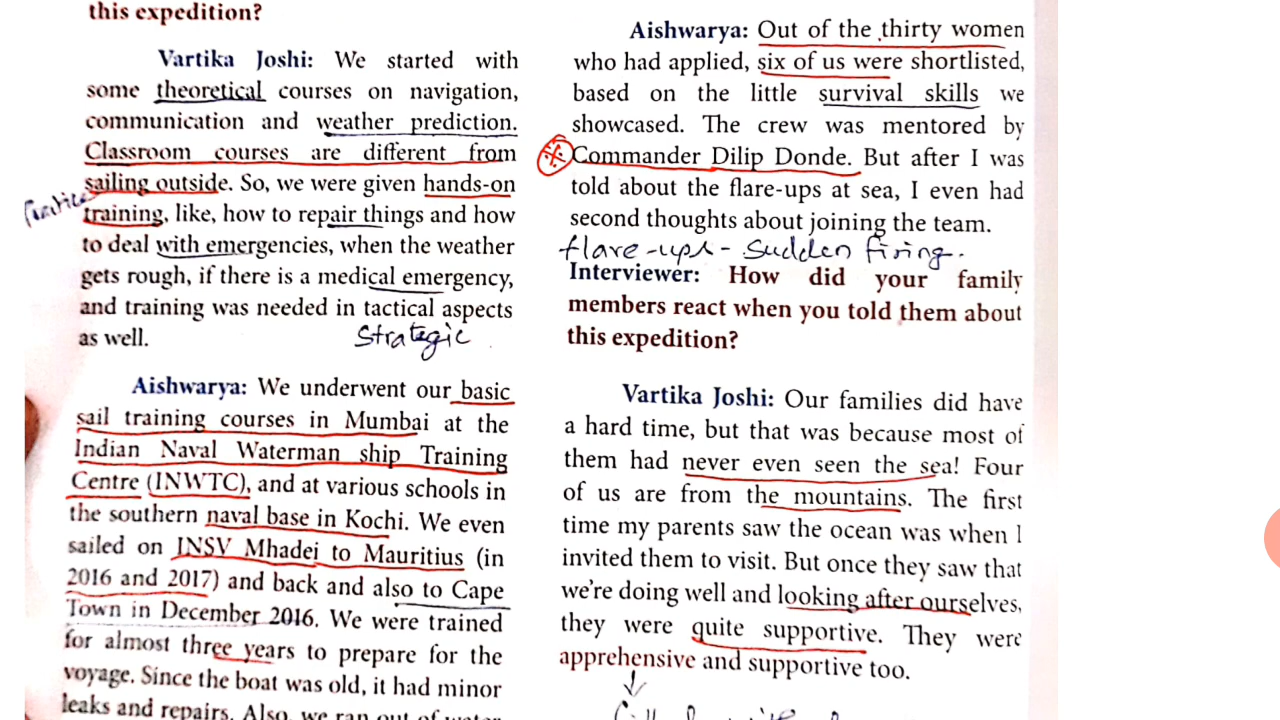 this expedition?
Vartika Joshi: We started with
some theoretical courses on navigation,
communication and weather prediction.
Classroom courses are different from
sailing outside. So, we were given hands-on
training, like, how to repair things and how
to deal with emergencies, when the weather
gets rough, if there is a medical emergency,
and training was needed in tactical aspects
as well.
Strategic
Aishwarya: We underwent our basic
sail training courses in Mumbai at the
Indian Naval Waterman ship Training
Centre (INWTC), and at various schools in
the southern naval base in Kochi. We even
sailed on INSV Mhadei to Mauritius (in
2016 and 2017) and back and also to Cape
Town in December 2016. We were trained
for almost three years to prepare for the
voyage. Since the boat was old, it had minor
leaks and repairs. Also, we ran out of water
Aishwarya: Out of the thirty women
who had applied, six of us were shortlisted,
based on the little survival skills we
showcased. The crew was mentored by
Commander Dilip Donde. But after I was
told about the flare-ups at sea, I even had
second thoughts about joining the team.
flare-ups - Sudden firing.
Interviewer: How did your family
members react when you told them about
this expedition?
Vartika Joshi: Our families did have
a hard time, but that was because most of
them had never even seen the sea! Four
of us are from the mountains. The first
time my parents saw the ocean was when I
invited them to visit. But once they saw that
we're doing well and looking after ourselves,
they were quite supportive. They were
apprehensive and supportive too.